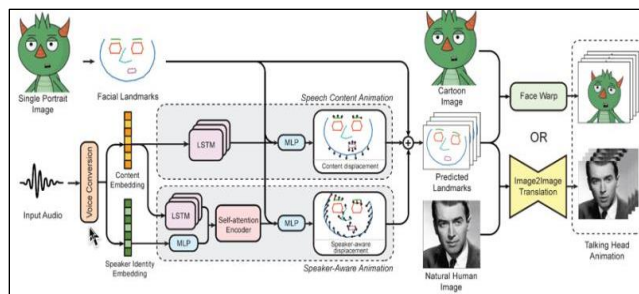 Single Portrait
Image
Facial Landmarks
Speech Content Animation
LSTM
MLP
Content displacement
Cartoon
Image
Face Warp
OR
Input Audio
Voice Conversion
Content
Embedding
LSTM
MLP
Self-attention
Encoder
MLP
Speaker-aware
displacement
Speaker Identity
Embedding
Speaker-Aware Animation
Predicted
Landmarks
Image2Image
Translation
Natural Human
Image
Talking Head
Animation